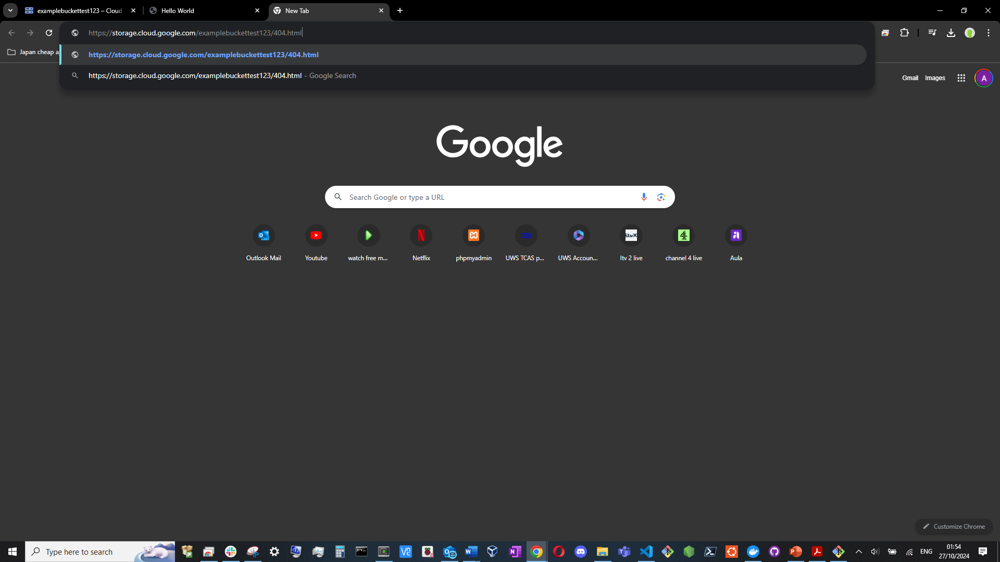 examplebuckettest123 – Cloud
Hello World
New Tab
https://storage.cloud.google.com/examplebuckettest123/404.html
Japan cheap a
https://storage.cloud.google.com/examplebuckettest123/404.html
https://storage.cloud.google.com/examplebuckettest123/404.html - Google Search
Gmail
Images
A
Google
Search Google or type a URL
Outlook Mail
Youtube
watch free m...
Netflix
phpmyadmin
UWS TCAS p...
UWS Accoun...
Itv 2 live
channel 4 live
Aula
Customize Chrome
Type here to search
ENG
01:54
27/10/2024